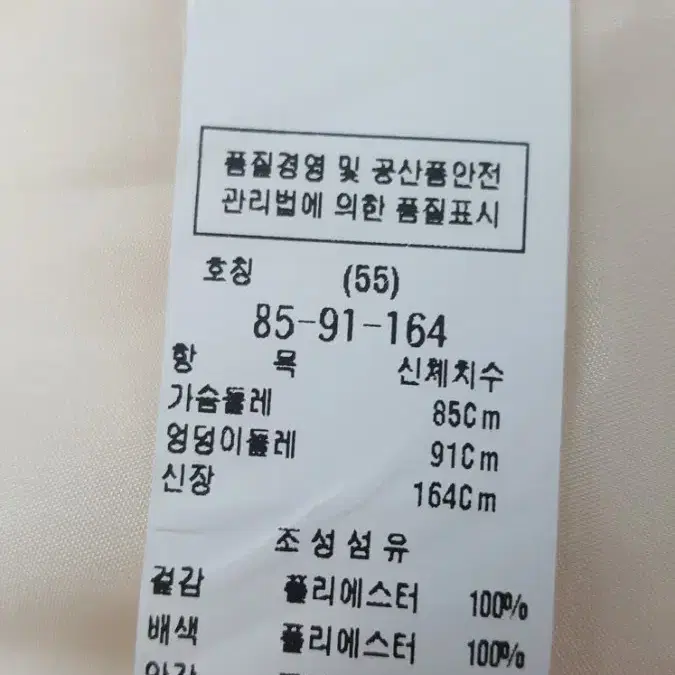 품질경영 및 공산품안전
관리법에 의한 품질표시
호칭 (55)
85-91-164
항 목 신체치수
가슴둘레 85Cm
엉덩이둘레 91Cm
신장 164Cm
조성섬유
겉감 폴리에스터 100%
배색 폴리에스터 100%
안감